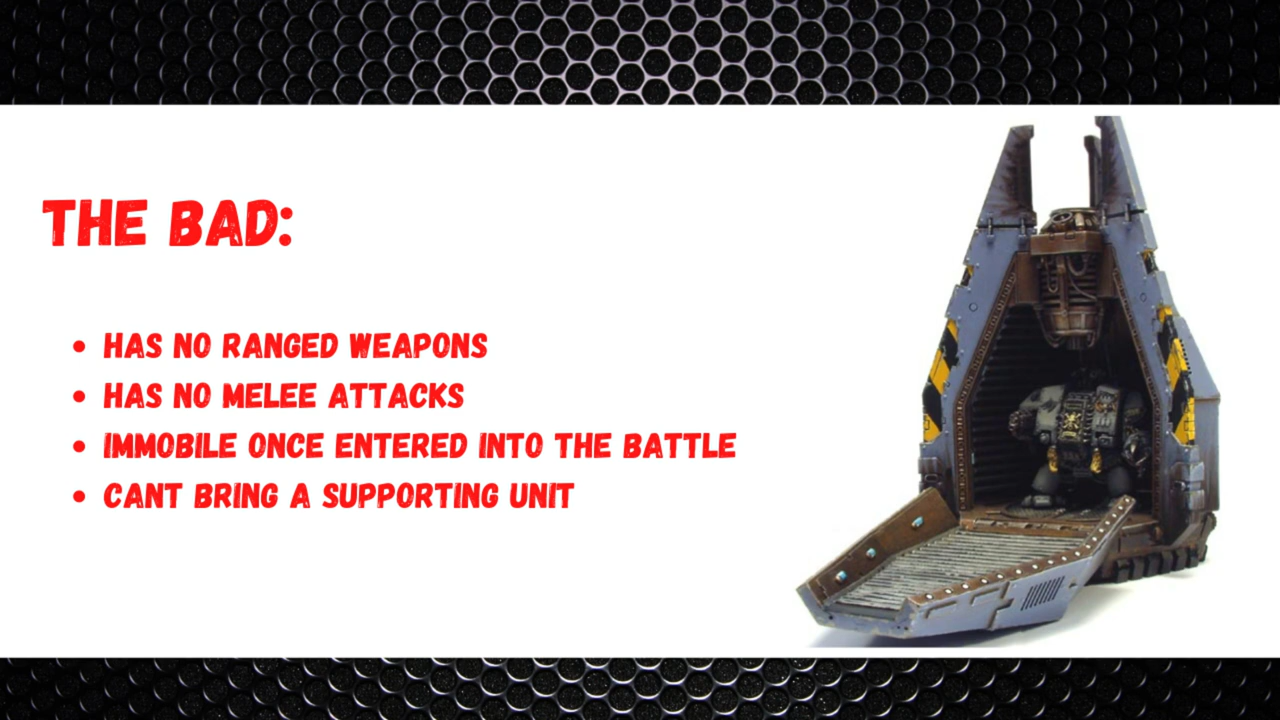 THE BAD:
• HAS NO RANGED WEAPONS
• HAS NO MELEE ATTACKS
• IMMOBILE ONCE ENTERED INTO THE BATTLE
• CANT BRING A SUPPORTING UNIT